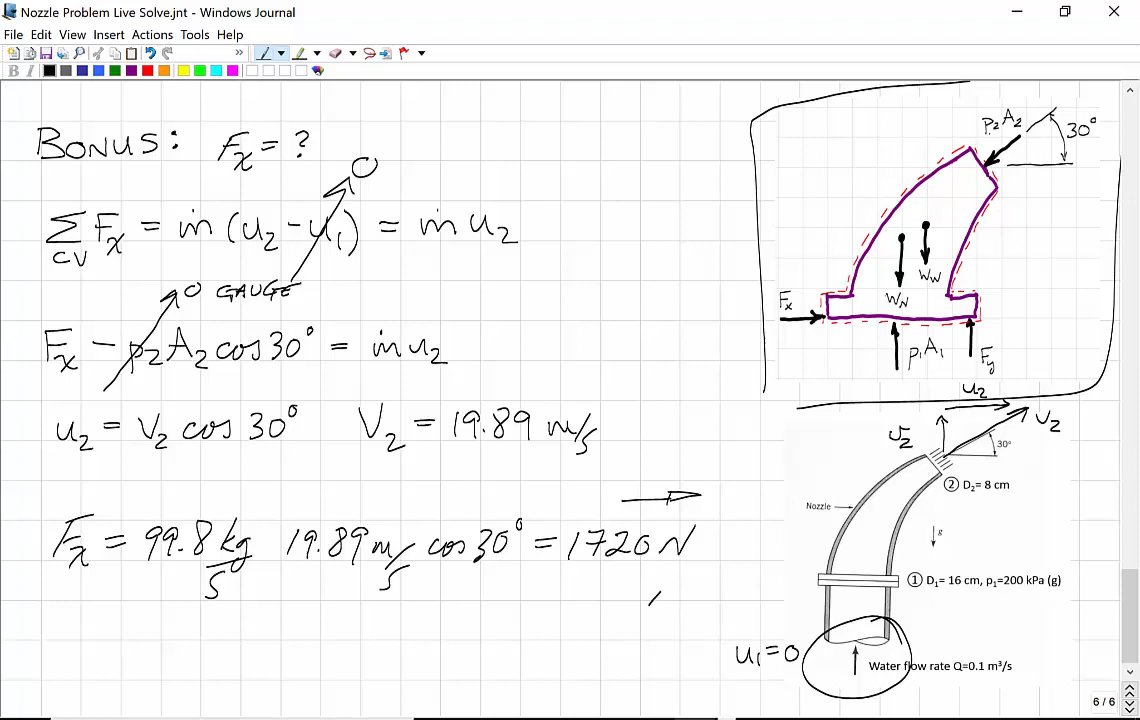 Nozzle Problem Live Solve.jnt - Windows Journal
File Edit View Insert Actions Tools Help
B I
BONUS: Fx = ?
0
Σ Fx = ṁ (u2 - u1) = ṁ u2
CV
0 GAUGE
Fx - p2A2 cos 30° = ṁu2
u2 = V2 cos 30° V2 = 19.89 m/s
Fx = 99.8 kg/s 19.89 m/s cos 30° = 1720 N
p2A2
30°
Ww
WN
Fx
p1A1
Fy
u2
v2
V2
30°
② D2= 8 cm
Nozzle
g
① D1= 16 cm, p1=200 kPa (g)
u1=0
Water flow rate Q=0.1 m³/s
6 / 6